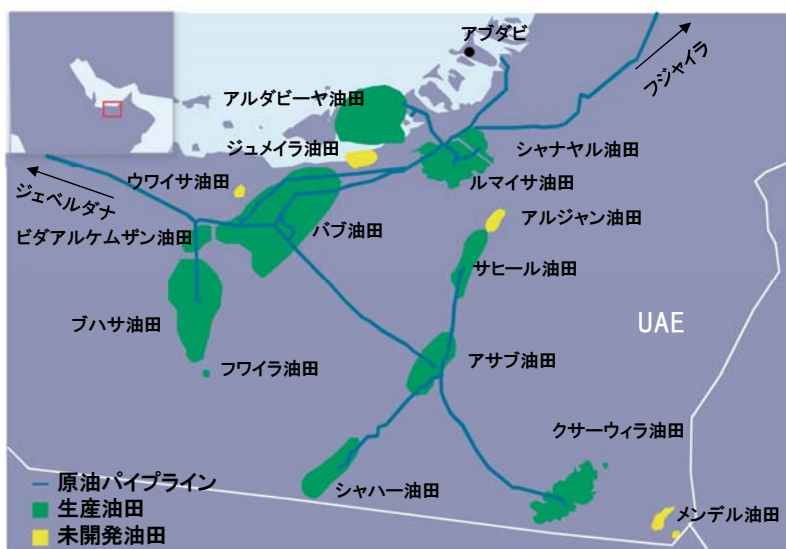 アブダビ
フジャイラ
アルダビーヤ油田
ジュメイラ油田
シャナヤル油田
ルマイサ油田
ウワイサ油田
ジェベルダナ
アルジャン油田
バブ油田
ビダアルケムザン油田
サヒール油田
ブハサ油田
UAE
アサブ油田
フワイラ油田
クサーウィラ油田
原油パイプライン
シャハー油田
生産油田
メンデル油田
未開発油田